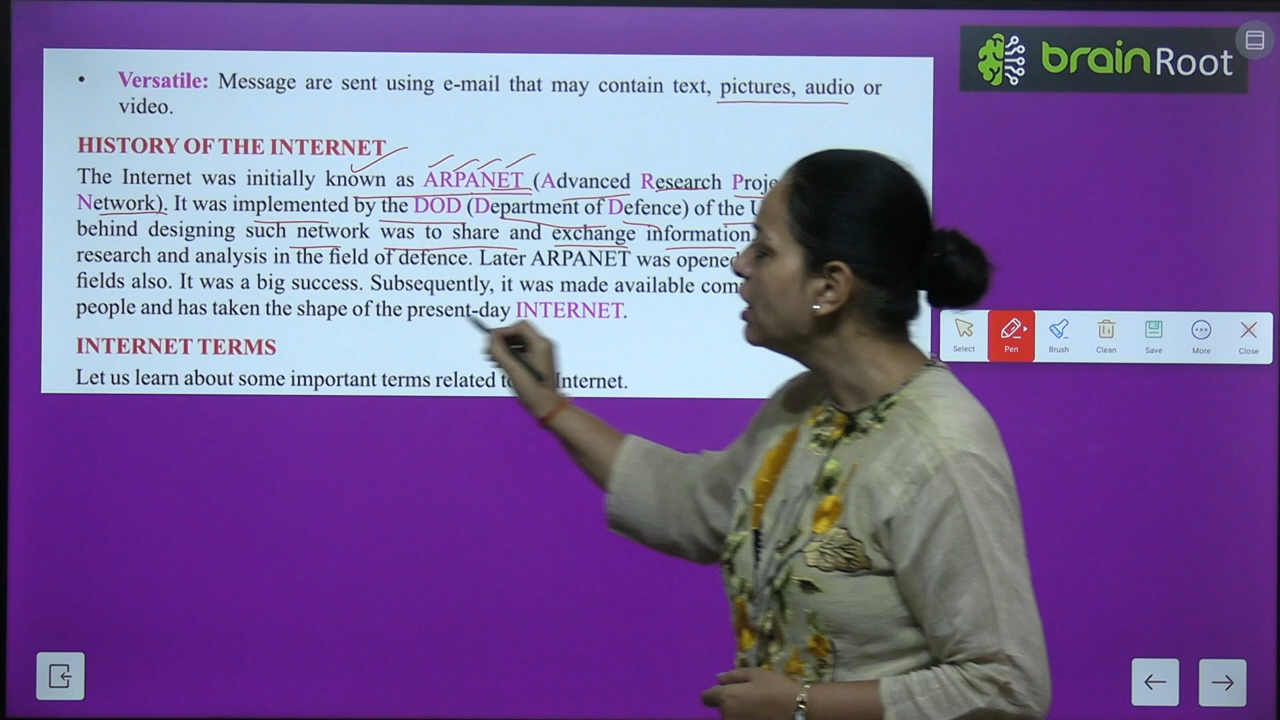 brainRoot
• Versatile: Message are sent using e-mail that may contain text, pictures, audio or
video.
HISTORY OF THE INTERNET
The Internet was initially known as ARPANET (Advanced Research
Network). It was implemented by the DOD (Department of Defence) of the
behind designing such network was to share and exchange information
research and analysis in the field of defence. Later ARPANET was opened
fields also. It was a big success. Subsequently, it was made available
people and has taken the shape of the present-day INTERNET.
INTERNET TERMS
Let us learn about some important terms related Internet.
Select Pen Brush Clean Save More Close